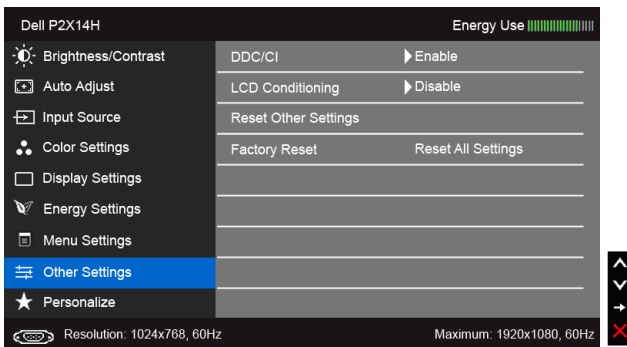 Dell P2X14H Energy Use
Brightness/Contrast DDC/CI Enable
Auto Adjust LCD Conditioning Disable
Input Source Reset Other Settings
Color Settings Factory Reset Reset All Settings
Display Settings
Energy Settings
Menu Settings
Other Settings
Personalize
Resolution: 1024x768, 60Hz Maximum: 1920x1080, 60Hz